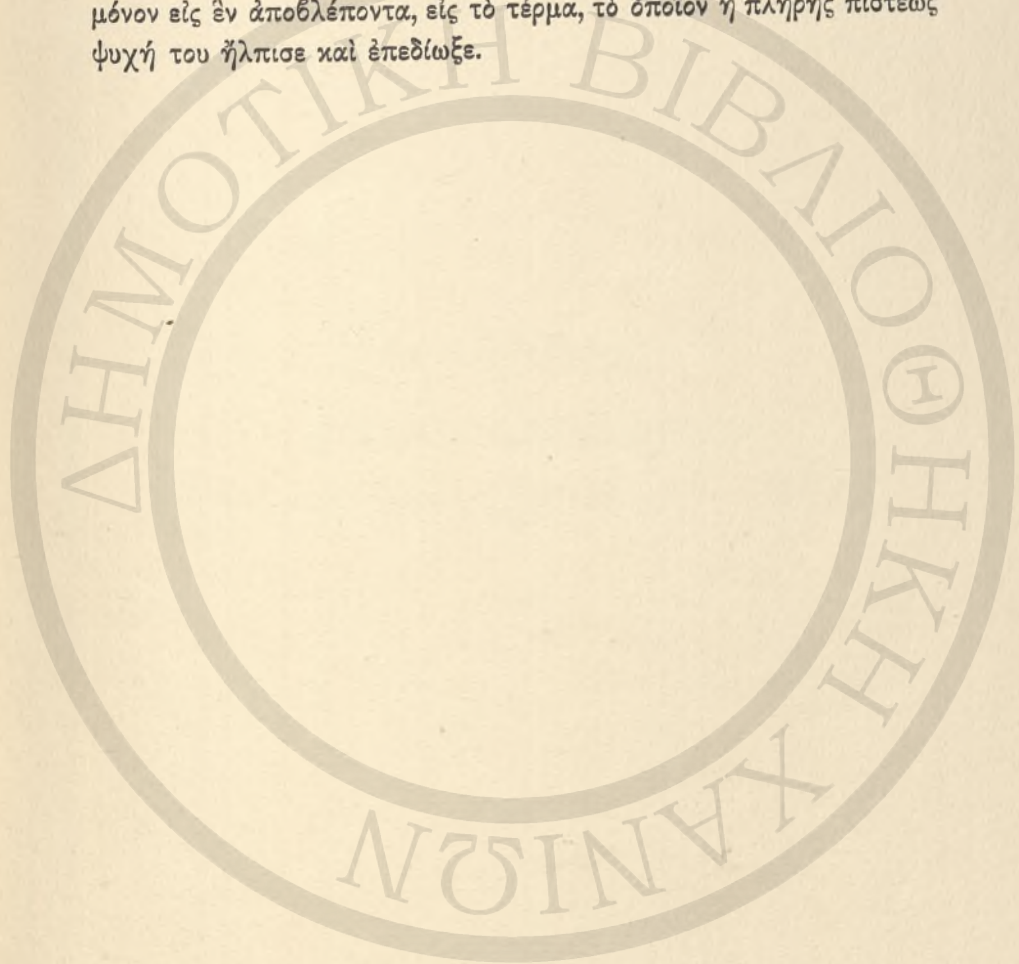 μόνον εἰς ἓν ἀποβλέποντα, εἰς τὸ τέρμα, τὸ ὁποῖον ἡ πλήρης πίστεως
ψυχή του ἤλπισε καὶ ἐπεδίωξε.
ΔΗΜΟΤΙΚΗ ΒΙΒΛΙΟΘΗΚΗ ΧΑΝΙΩΝ